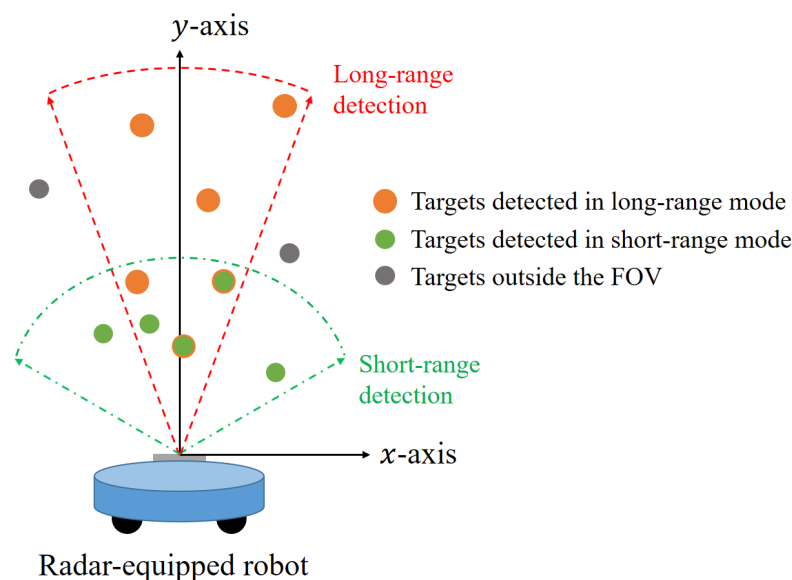 y-axis
Long-range
detection
Targets detected in long-range mode
Targets detected in short-range mode
Targets outside the FOV
Short-range
detection
x-axis
Radar-equipped robot